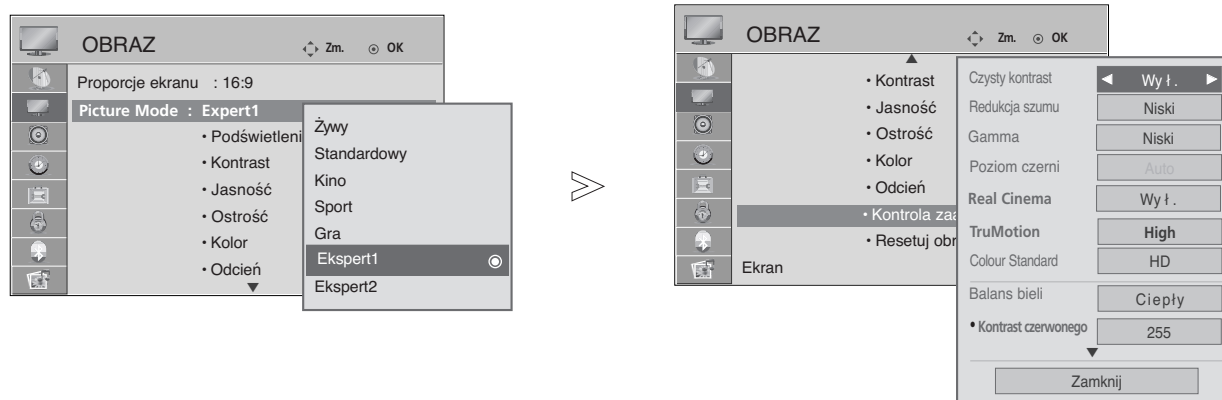 OBRAZ
Zm. OK
Proporcje ekranu : 16:9
Picture Mode : Expert1
• Podświetleni
• Kontrast
• Jasność
• Ostrość
• Kolor
• Odcień
Żywy
Standardowy
Kino
Sport
Gra
Ekspert1
Ekspert2
OBRAZ
Zm. OK
• Kontrast
• Jasność
• Ostrość
• Kolor
• Odcień
• Kontrola zaa
• Resetuj obr
Ekran
Czysty kontrast Wył.
Redukcja szumu Niski
Gamma Niski
Poziom czerni Auto
Real Cinema Wył.
TruMotion High
Colour Standard HD
Balans bieli Ciepły
• Kontrast czerwonego 255
Zamknij